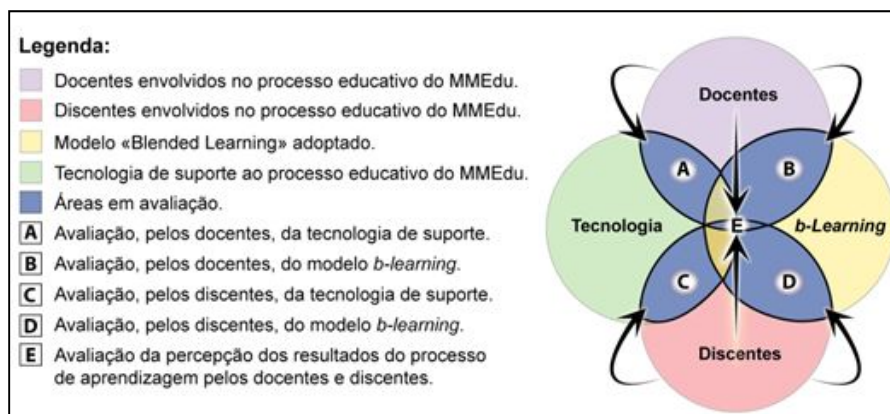 Legenda:
Docentes envolvidos no processo educativo do MMEdu.
Discentes envolvidos no processo educativo do MMEdu.
Modelo «Blended Learning» adoptado.
Tecnologia de suporte ao processo educativo do MMEdu.
Áreas em avaliação.
A Avaliação, pelos docentes, da tecnologia de suporte.
B Avaliação, pelos docentes, do modelo b-learning.
C Avaliação, pelos discentes, da tecnologia de suporte.
D Avaliação, pelos discentes, do modelo b-learning.
E Avaliação da percepção dos resultados do processo
de aprendizagem pelos docentes e discentes.
Docentes
A
B
Tecnologia
E
b-Learning
C
D
Discentes